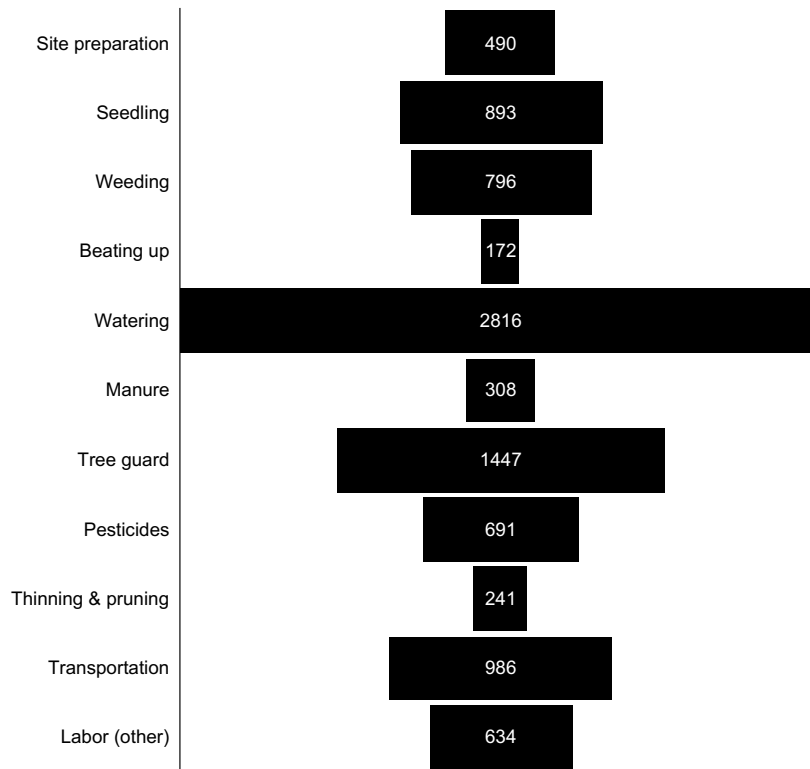 Site preparation 490
Seedling 893
Weeding 796
Beating up 172
Watering 2816
Manure 308
Tree guard 1447
Pesticides 691
Thinning & pruning 241
Transportation 986
Labor (other) 634